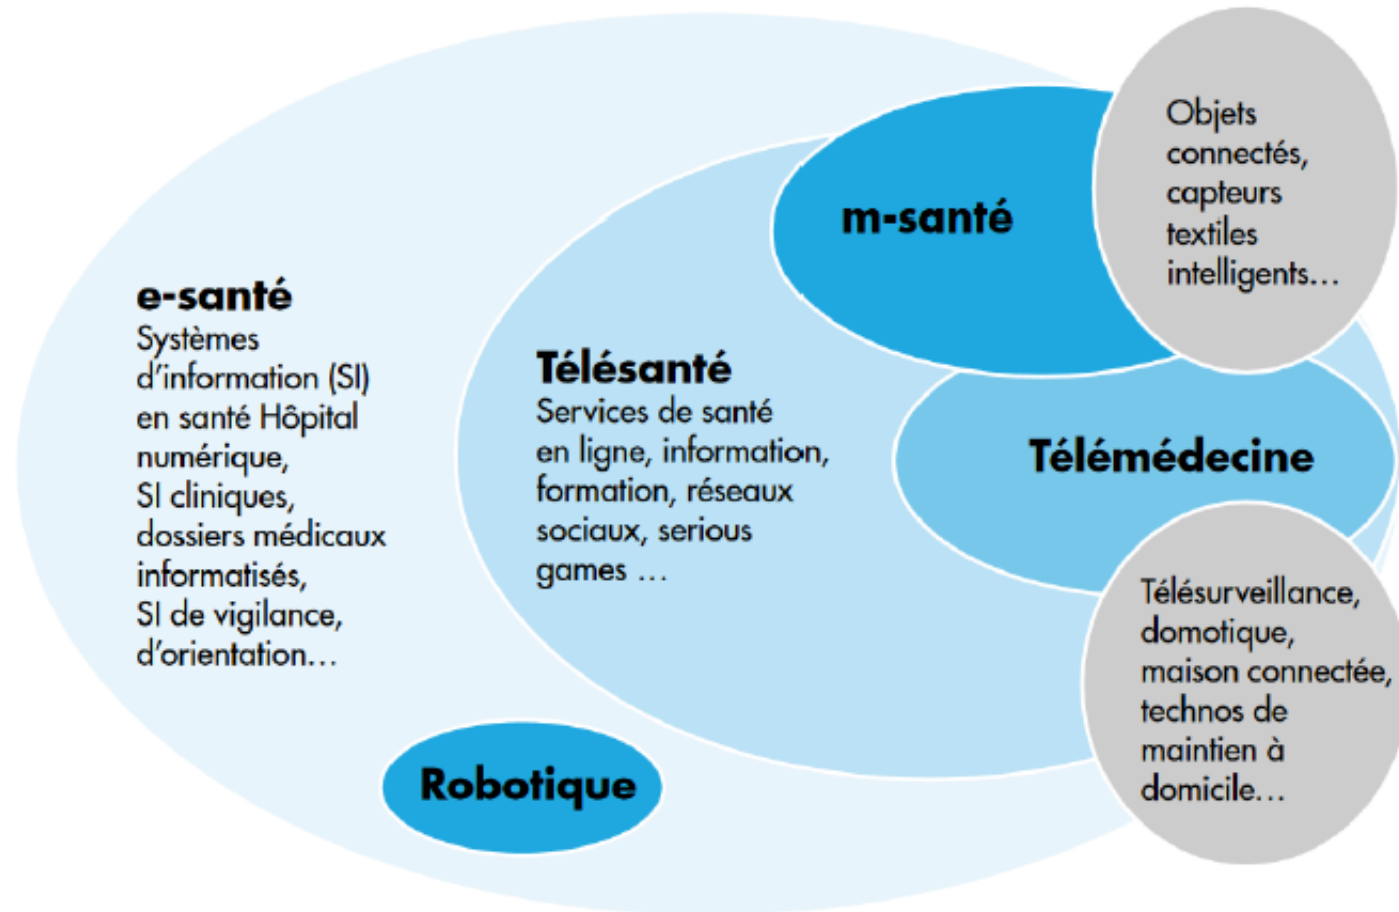 e-santé
Systèmes
d'information (SI)
en santé Hôpital
numérique,
SI cliniques,
dossiers médicaux
informatisés,
SI de vigilance,
d'orientation…
Télésanté
Services de santé
en ligne, information,
formation, réseaux
sociaux, serious
games …
m-santé
Objets
connectés,
capteurs
textiles
intelligents…
Télémédecine
Télésurveillance,
domotique,
maison connectée,
technos de
maintien à
domicile…
Robotique